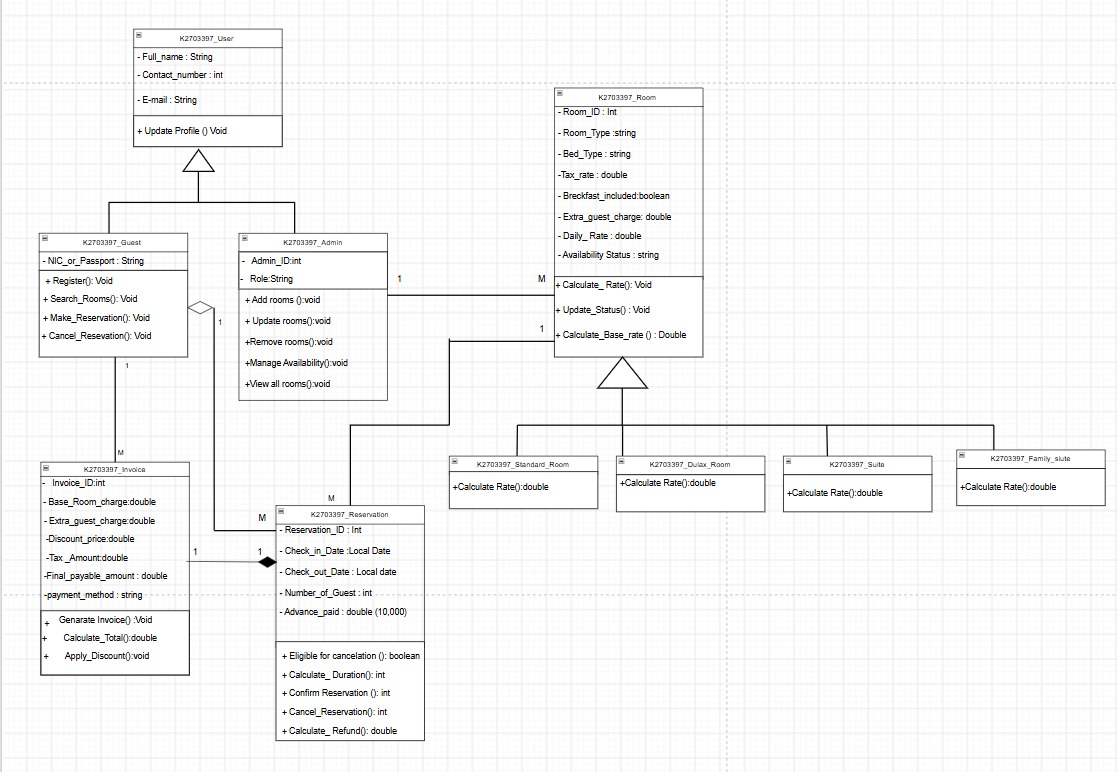 K2703397_User
- Full_name : String
- Contact_number : int
- E-mail : String
+ Update Profile () Void
K2703397_Room
- Room_ID : Int
- Room_Type :string
- Bed_Type : string
-Tax_rate : double
- Breckfast_included:boolean
- Extra_guest_charge: double
- Daily_ Rate : double
- Availability Status : string
+ Calculate_ Rate(): Void
+ Update_Status() : Void
+ Calculate_Base_rate () : Double
K2703397_Guest
- NIC_or_Passport : String
+ Register(): Void
+ Search_Rooms(): Void
+ Make_Reservation(): Void
+ Cancel_Resevation(): Void
K2703397_Admin
- Admin_ID:int
- Role:String
+ Add rooms ():void
+ Update rooms():void
+Remove rooms():void
+Manage Availability():void
+View all rooms():void
1
M
1
1
1
M
M
M
1
1
K2703397_Standard_Room
+Calculate Rate():double
K2703397_Dulax_Room
+Calculate Rate():double
K2703397_Suite
+Calculate Rate():double
K2703397_Family_siute
+Calculate Rate():double
K2703397_Invoice
- Invoice_ID:int
- Base_Room_charge:double
- Extra_guest_charge:double
-Discount_price:double
-Tax _Amount:double
-Final_payable_amount : double
-payment_method : string
+ Genarate Invoice() :Void
+ Calculate_Total():double
+ Apply_Discount():void
K2703397_Reservation
- Reservation_ID : Int
- Check_in_Date :Local Date
- Check_out_Date : Local date
- Number_of_Guest : int
- Advance_paid : double (10,000)
+ Eligible for cancelation (): boolean
+ Calculate_ Duration(): int
+ Confirm Reservation (): int
+ Cancel_Reservation(): int
+ Calculate_ Refund(): double